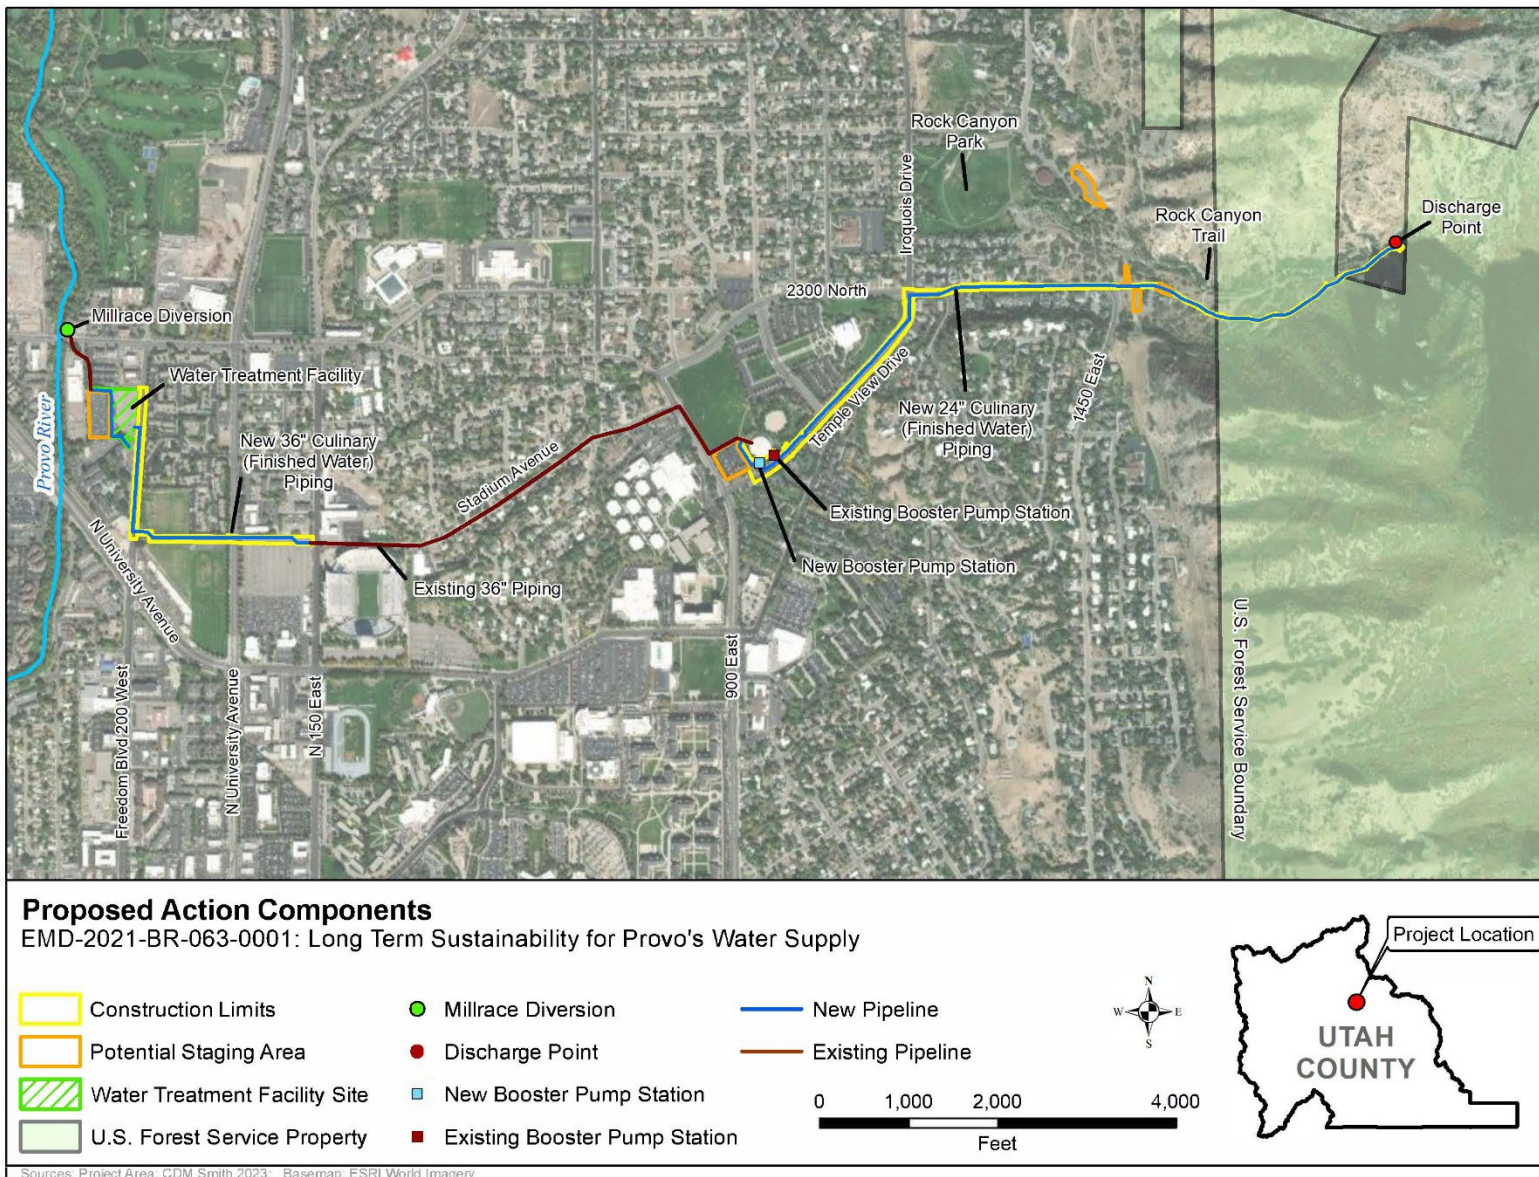 Rock Canyon
Park
Iroquois Drive
Rock Canyon
Trail
Discharge
Point
2300 North
Millrace Diversion
Water Treatment Facility
Provo River
New 36" Culinary
(Finished Water)
Piping
Stadium Avenue
Temple View Drive
New 24" Culinary
(Finished Water)
Piping
1450 East
Existing Booster Pump Station
New Booster Pump Station
Existing 36" Piping
N University Avenue
Freedom Blvd 200 West
N University Avenue
N 150 East
900 East
U.S. Forest Service Boundary
Proposed Action Components
EMD-2021-BR-063-0001: Long Term Sustainability for Provo's Water Supply
Construction Limits
Potential Staging Area
Water Treatment Facility Site
U.S. Forest Service Property
Millrace Diversion
Discharge Point
New Booster Pump Station
Existing Booster Pump Station
New Pipeline
Existing Pipeline
N
W E
S
0 1,000 2,000 4,000
Feet
Project Location
UTAH
COUNTY
Sources: Project Area: CDM Smith 2023; Basemap: ESRI World Imagery